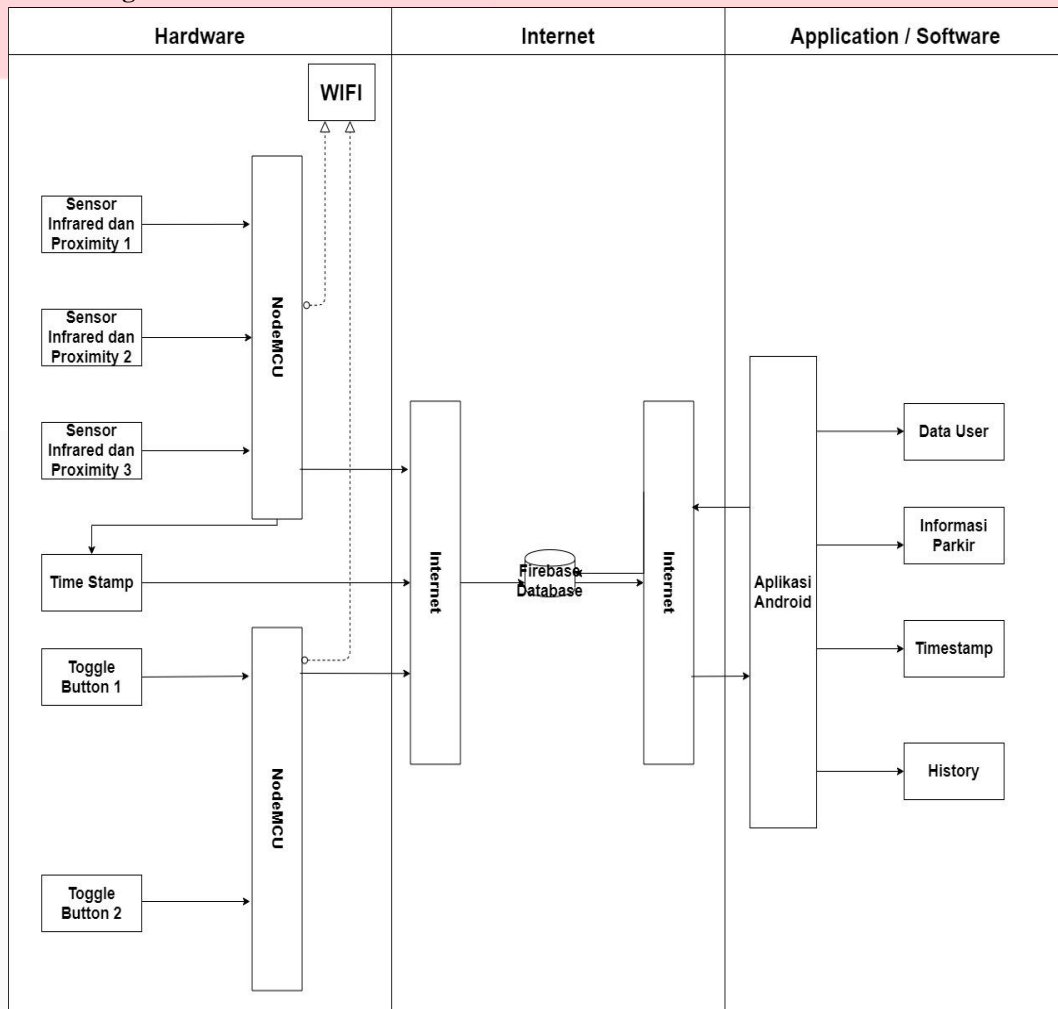 Hardware
Internet
Application / Software
WIFI
Sensor
Infrared dan
Proximity 1
Sensor
Infrared dan
Proximity 2
Sensor
Infrared dan
Proximity 3
NodeMCU
Time Stamp
Toggle
Button 1
NodeMCU
Toggle
Button 2
Internet
Firebase
Database
Internet
Aplikasi
Android
Data User
Informasi
Parkir
Timestamp
History